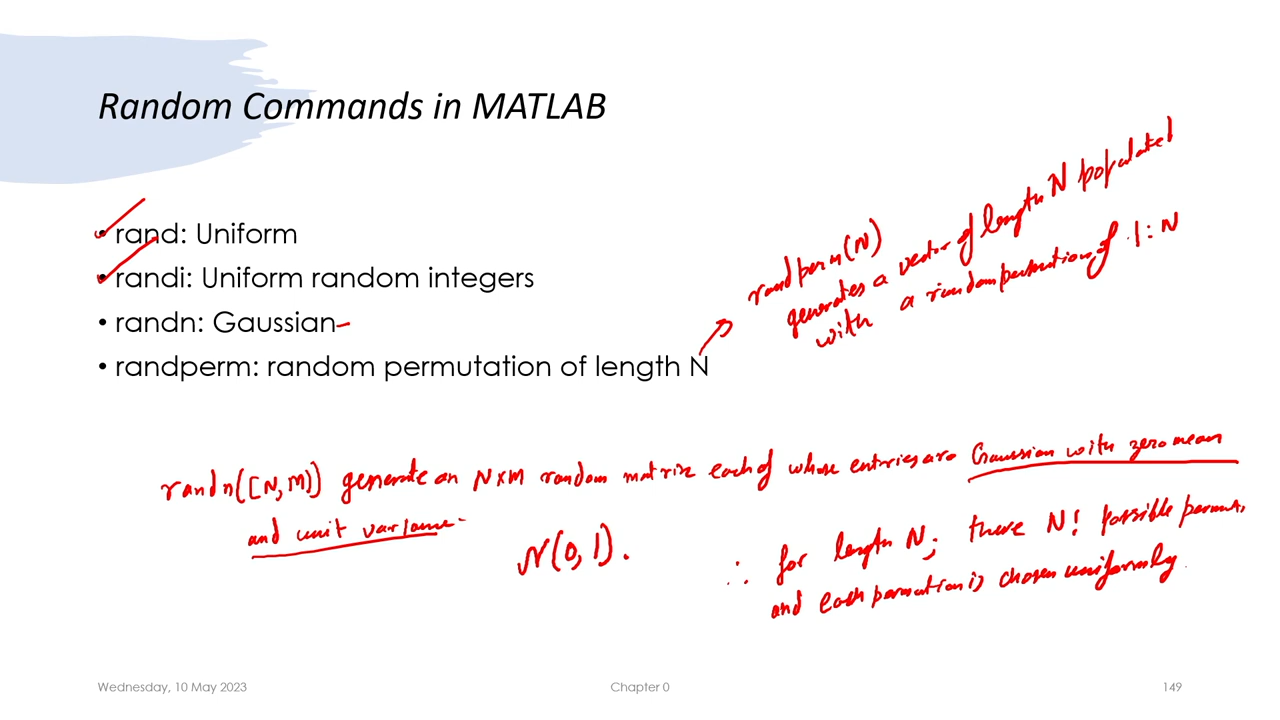 Random Commands in MATLAB
• rand: Uniform
• randi: Uniform random integers
• randn: Gaussian
• randperm: random permutation of length N
randperm(N)
generates a vector of length N populated
with a random permutation of 1:N
randn([N,M]) generate an N×M random matrix each of whose entries are Gaussian with zero mean
and unit variance
N(0,1).
∴ for length N, there N! possible permut.
and each permutation is chosen uniformly
Wednesday, 10 May 2023
Chapter 0
149